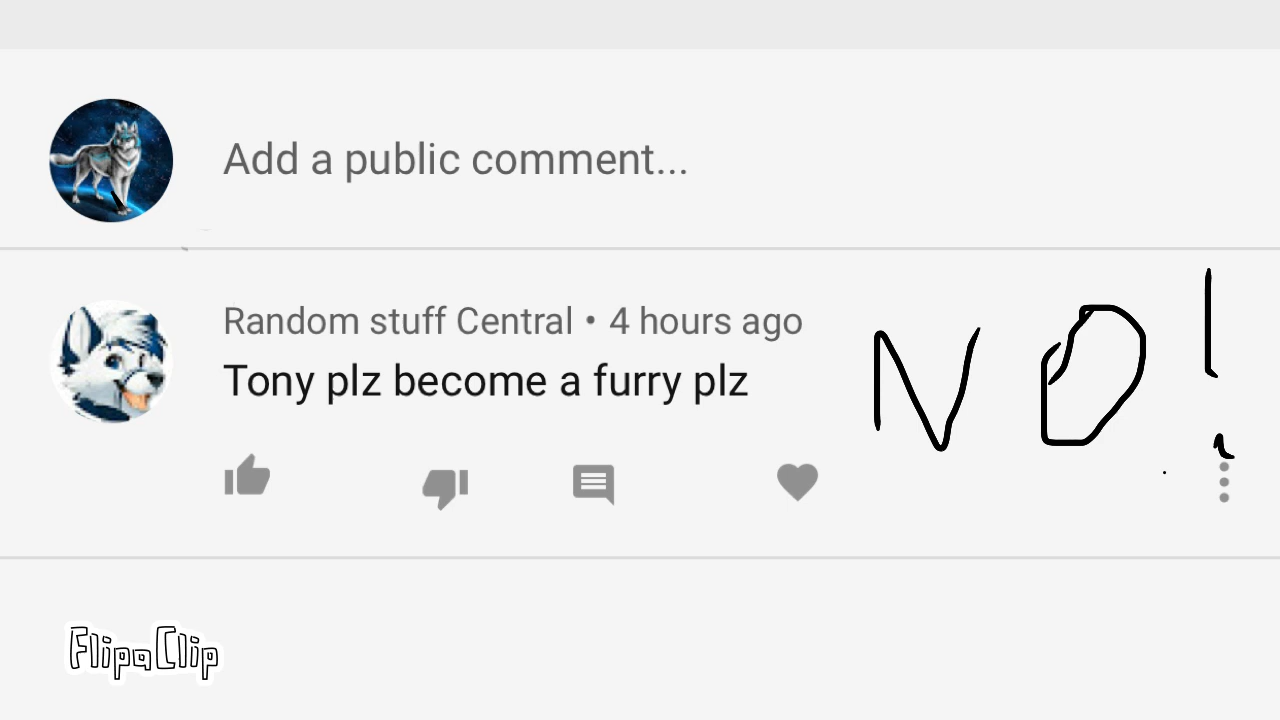 Add a public comment...
Random stuff Central • 4 hours ago
Tony plz become a furry plz
NO!
FlipaClip